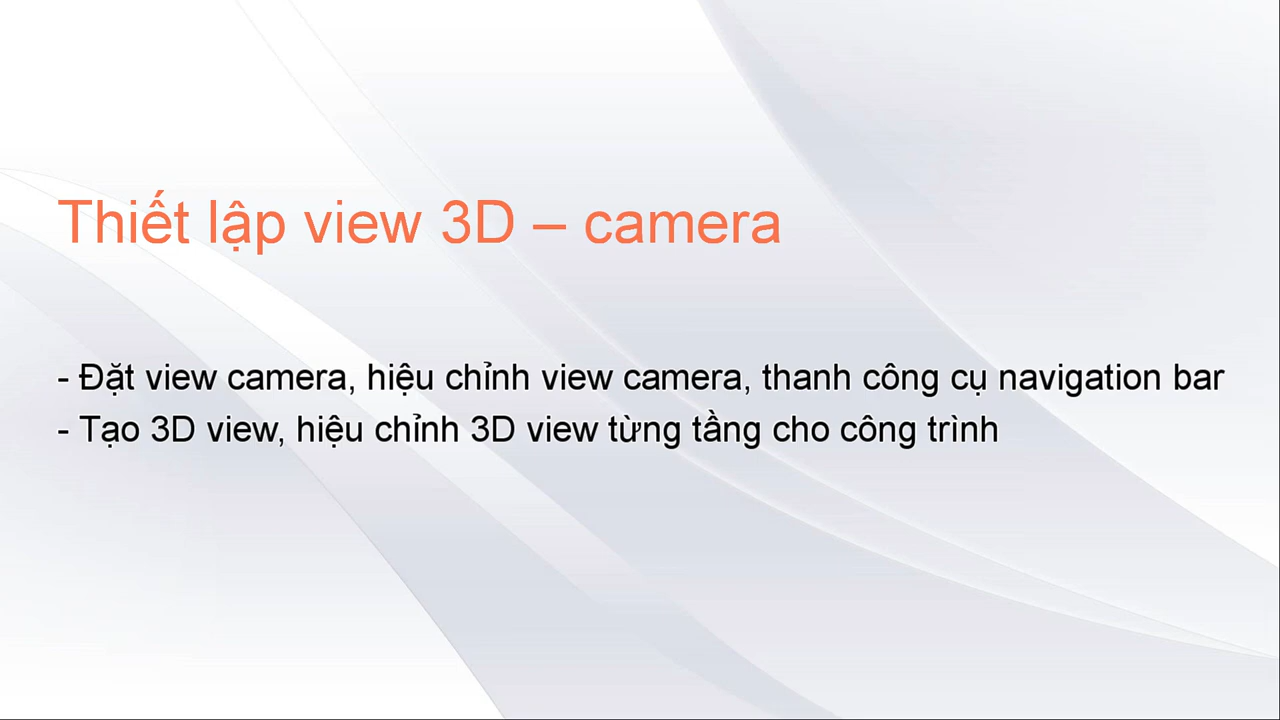 Thiết lập view 3D – camera
- Đặt view camera, hiệu chỉnh view camera, thanh công cụ navigation bar
- Tạo 3D view, hiệu chỉnh 3D view từng tầng cho công trình